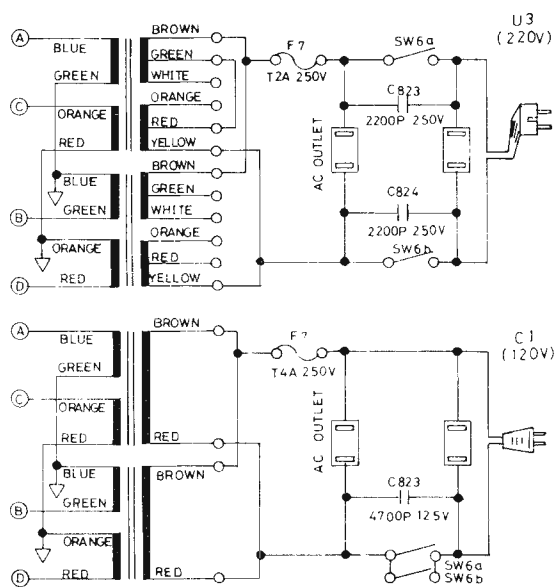 U3
(220V)
A
BROWN
BLUE
GREEN
F7
SW6a
GREEN
WHITE
T2A 250V
C823
ORANGE
2200P 250V
C
ORANGE
RED
RED
YELLOW
AC OUTLET
BROWN
BLUE
GREEN
C824
B
GREEN
WHITE
2200P 250V
ORANGE
ORANGE
SW6b
RED
D
RED
YELLOW
C1
(120V)
A
BROWN
BLUE
F7
GREEN
T4A 250V
C
ORANGE
AC OUTLET
RED
RED
BLUE
BROWN
C823
B
GREEN
4700P 125V
ORANGE
SW6a
D
RED
RED
SW6b